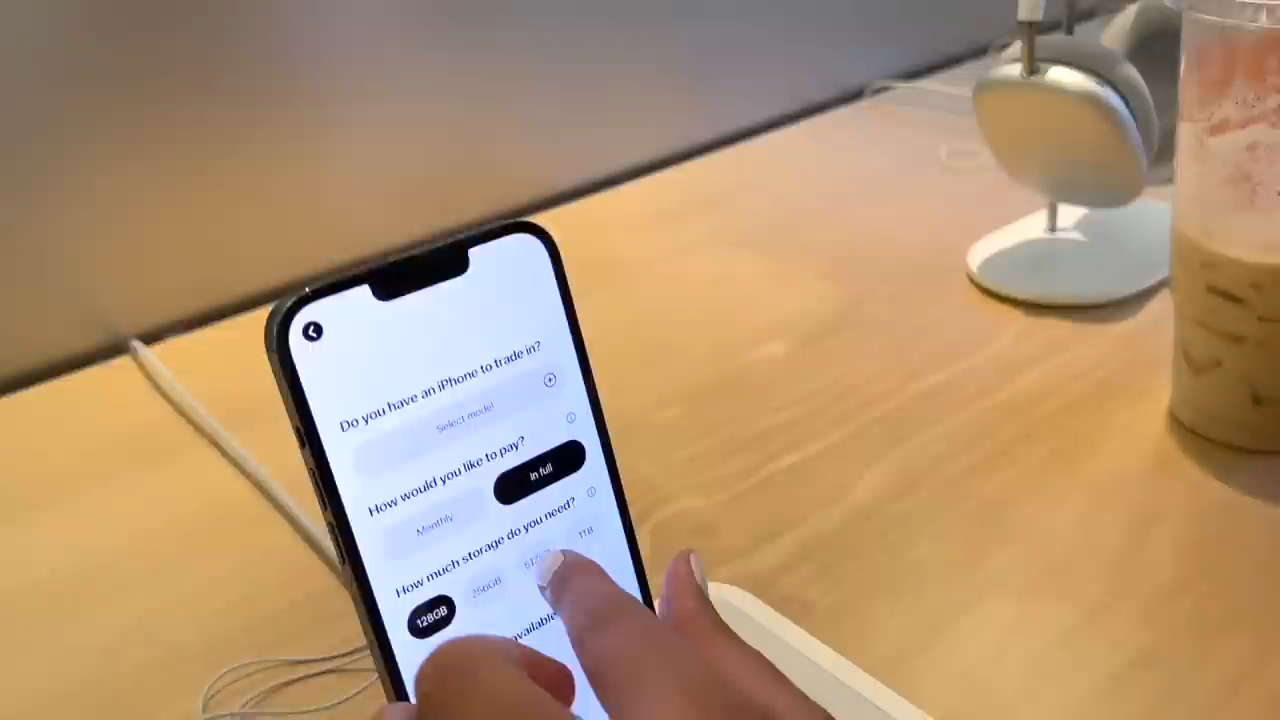 Do you have an iPhone to trade in?
Select model
How would you like to pay?
Monthly
In full
How much storage do you need?
128GB
256GB
1TB
available